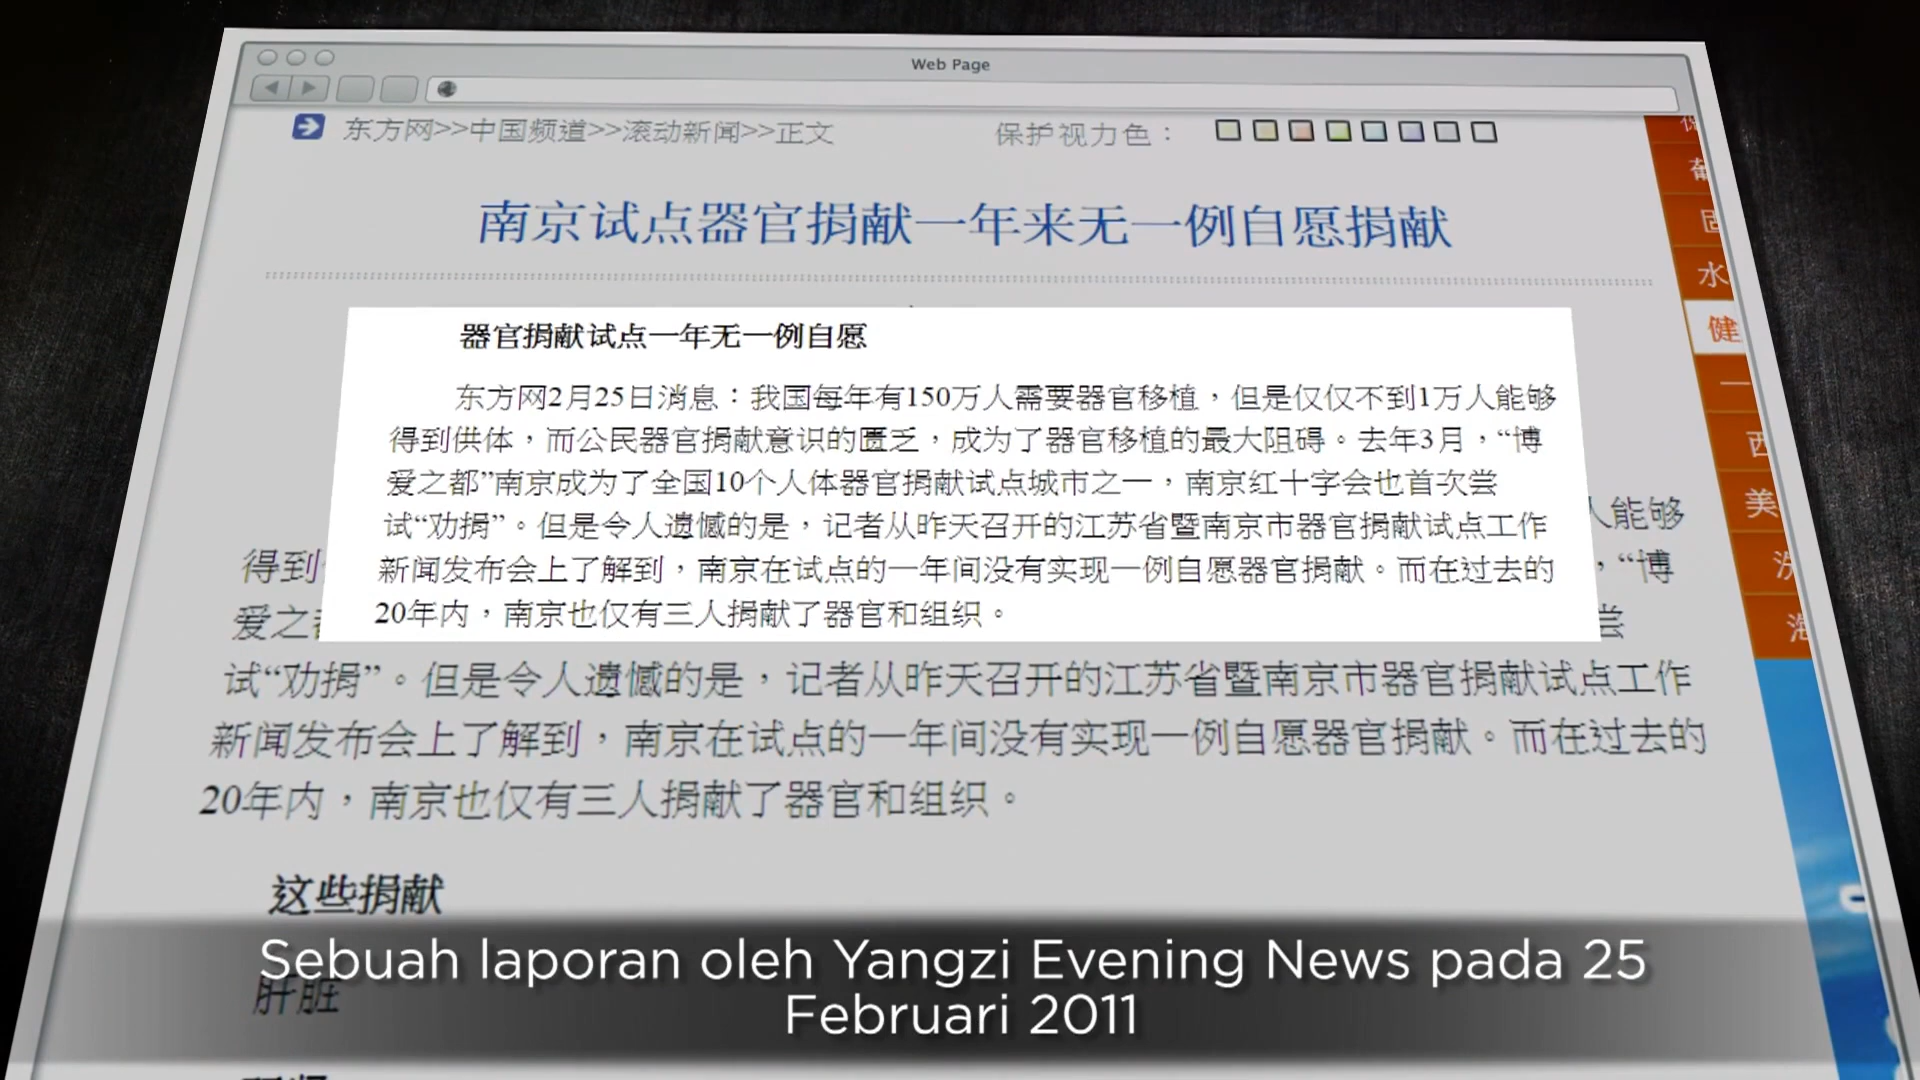 Web Page
东方网>>中国频道>>滚动新闻>>正文
保护视力色：
南京试点器官捐献一年来无一例自愿捐献
器官捐献试点一年无一例自愿
东方网2月25日消息：我国每年有150万人需要器官移植，但是仅仅不到1万人能够
得到供体，而公民器官捐献意识的匮乏，成为了器官移植的最大阻碍。去年3月，“博
爱之都”南京成为了全国10个人体器官捐献试点城市之一，南京红十字会也首次尝
试“劝捐”。但是令人遗憾的是，记者从昨天召开的江苏省暨南京市器官捐献试点工作
新闻发布会上了解到，南京在试点的一年间没有实现一例自愿器官捐献。而在过去的
20年内，南京也仅有三人捐献了器官和组织。
人能够
得到
，“博
爱之
尝
试“劝捐”。但是令人遗憾的是，记者从昨天召开的江苏省暨南京市器官捐献试点工作
新闻发布会上了解到，南京在试点的一年间没有实现一例自愿器官捐献。而在过去的
20年内，南京也仅有三人捐献了器官和组织。
这些捐献
肝脏
水
健
一
西
美
Sebuah laporan oleh Yangzi Evening News pada 25
Februari 2011